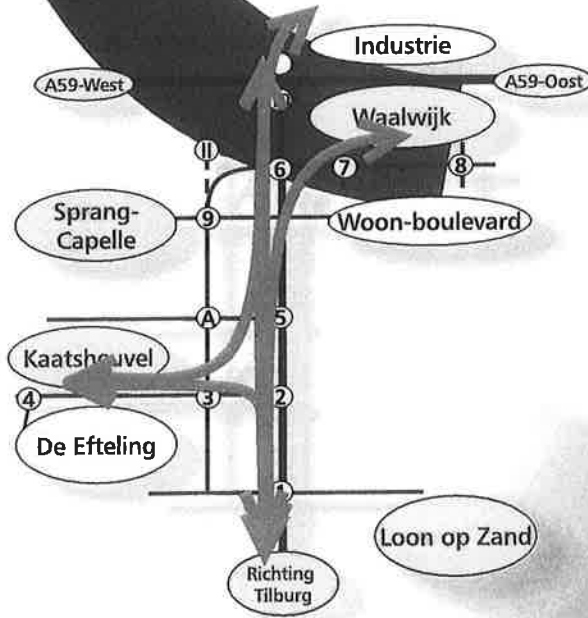 Industrie
A59-West
A59-Oost
Waalwijk
II
6
7
8
Sprang-
Capelle
9
Woon-boulevard
A
5
Kaatsheuvel
4
3
2
De Efteling
1
Loon op Zand
Richting
Tilburg